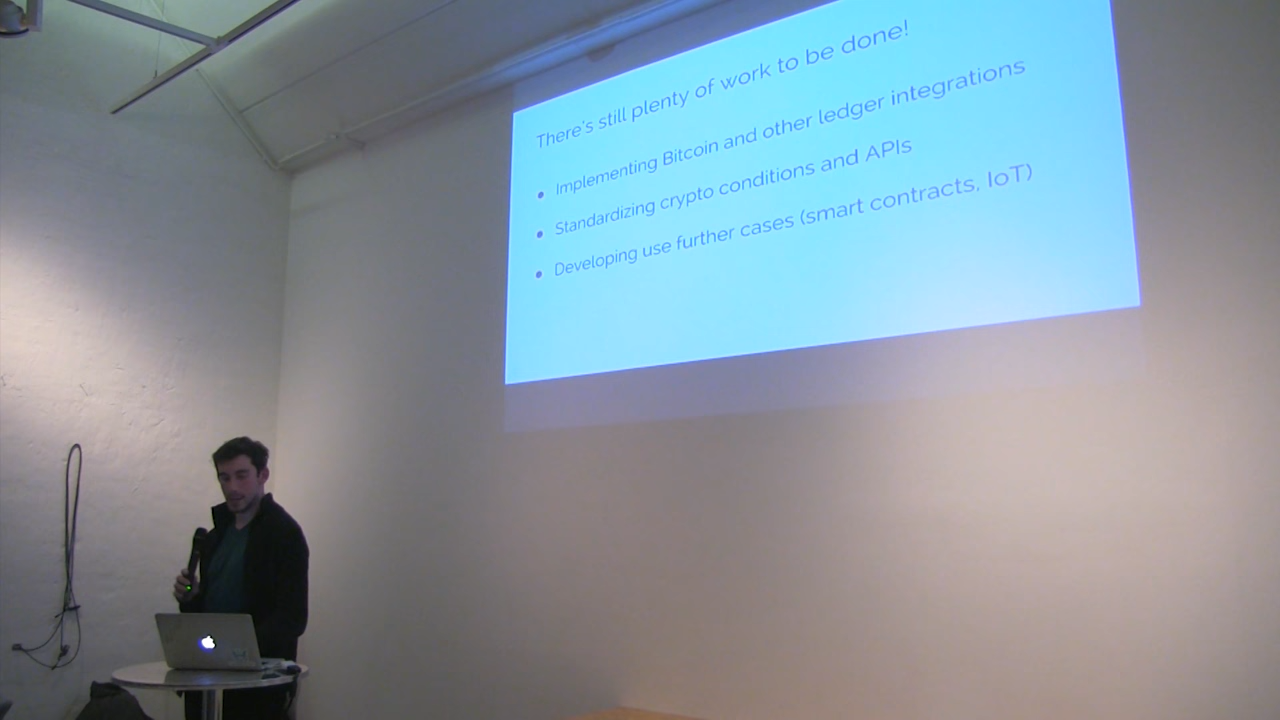 There's still plenty of work to be done!
• Implementing Bitcoin and other ledger integrations
• Standardizing crypto conditions and APIs
• Developing use further cases (smart contracts, IoT)